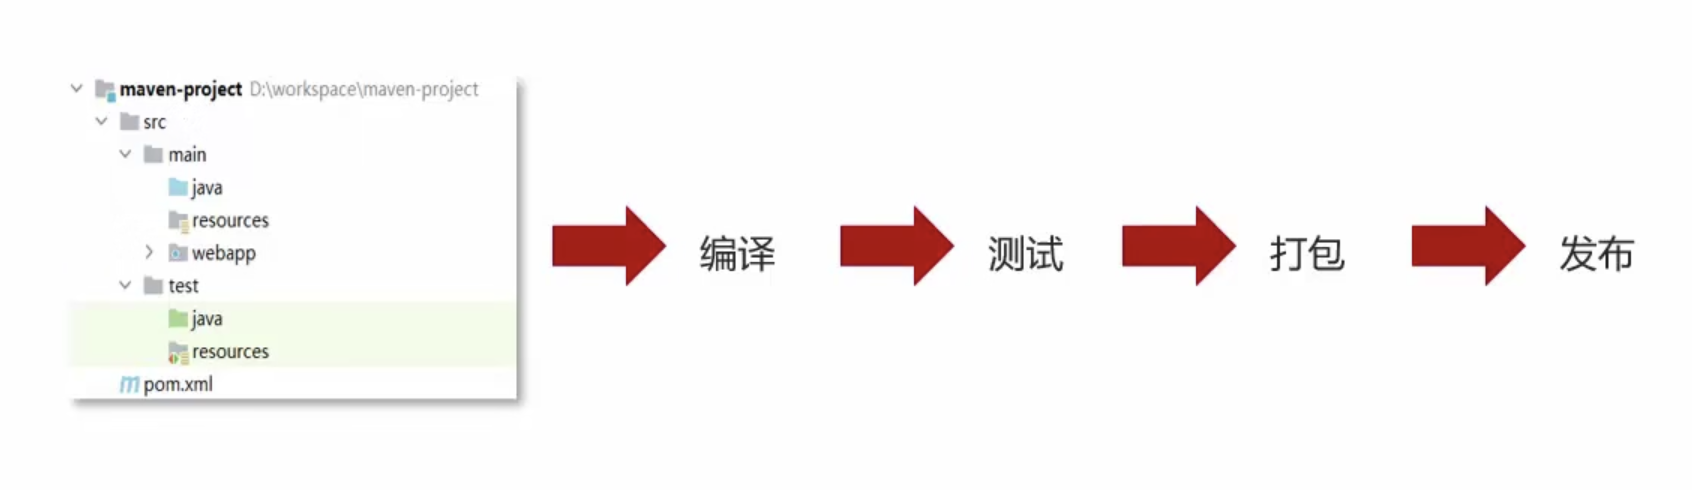 maven-project D:\workspace\maven-project
src
main
java
resources
webapp
test
java
resources
pom.xml
编译 测试 打包 发布